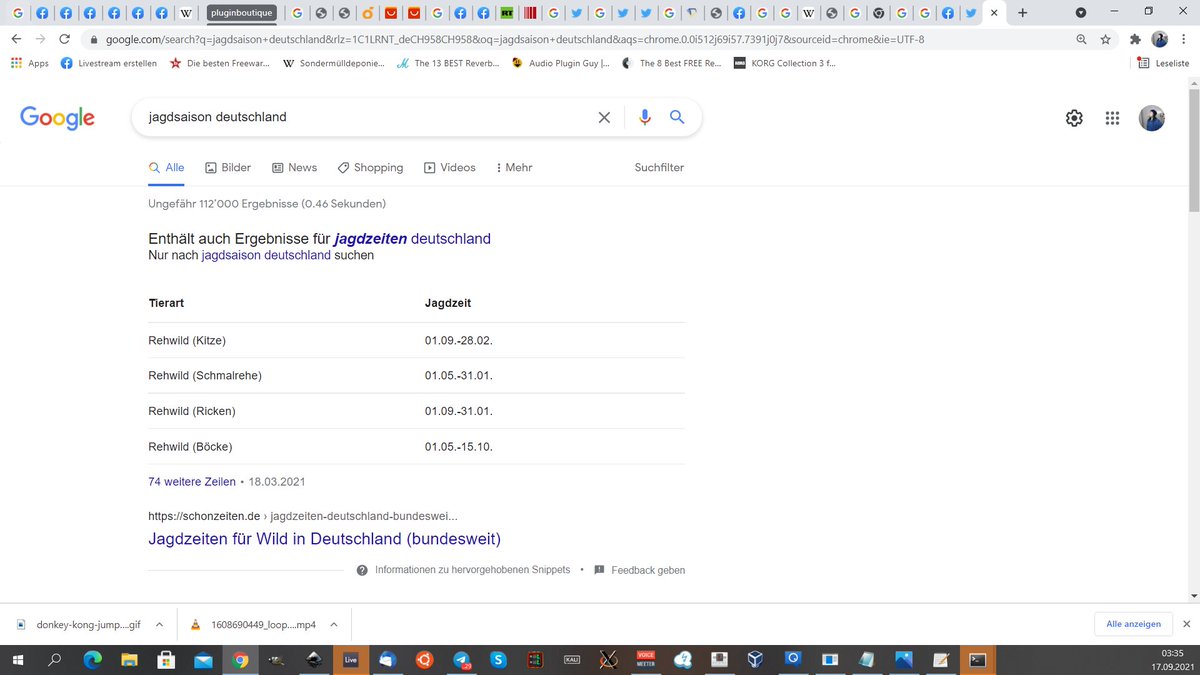 pluginboutique
google.com/search?q=jagdsaison+deutschland&rlz=1C1LRNT_deCH958CH958&oq=jagdsaison+deutschland&aqs=chrome.0.0i512j69i57.7391j0j7&sourceid=chrome&ie=UTF-8
Apps Livestream erstellen Die besten Freewar... Sondermülldeponie... The 13 BEST Reverb... Audio Plugin Guy |... The 8 Best FREE Re... KORG Collection 3 f... Leseliste
Google jagdsaison deutschland
Alle Bilder News Shopping Videos Mehr Suchfilter
Ungefähr 112’000 Ergebnisse (0.46 Sekunden)
Enthält auch Ergebnisse für jagdzeiten deutschland
Nur nach jagdsaison deutschland suchen
Tierart Jagdzeit
Rehwild (Kitze) 01.09.-28.02.
Rehwild (Schmalrehe) 01.05.-31.01.
Rehwild (Ricken) 01.09.-31.01.
Rehwild (Böcke) 01.05.-15.10.
74 weitere Zeilen • 18.03.2021
https://schonzeiten.de › jagdzeiten-deutschland-bundeswei...
Jagdzeiten für Wild in Deutschland (bundesweit)
Informationen zu hervorgehobenen Snippets • Feedback geben
donkey-kong-jump....gif 1608690449_loop....mp4 Alle anzeigen
Live 29 KALI VOICE MEETER 03:35
17.09.2021